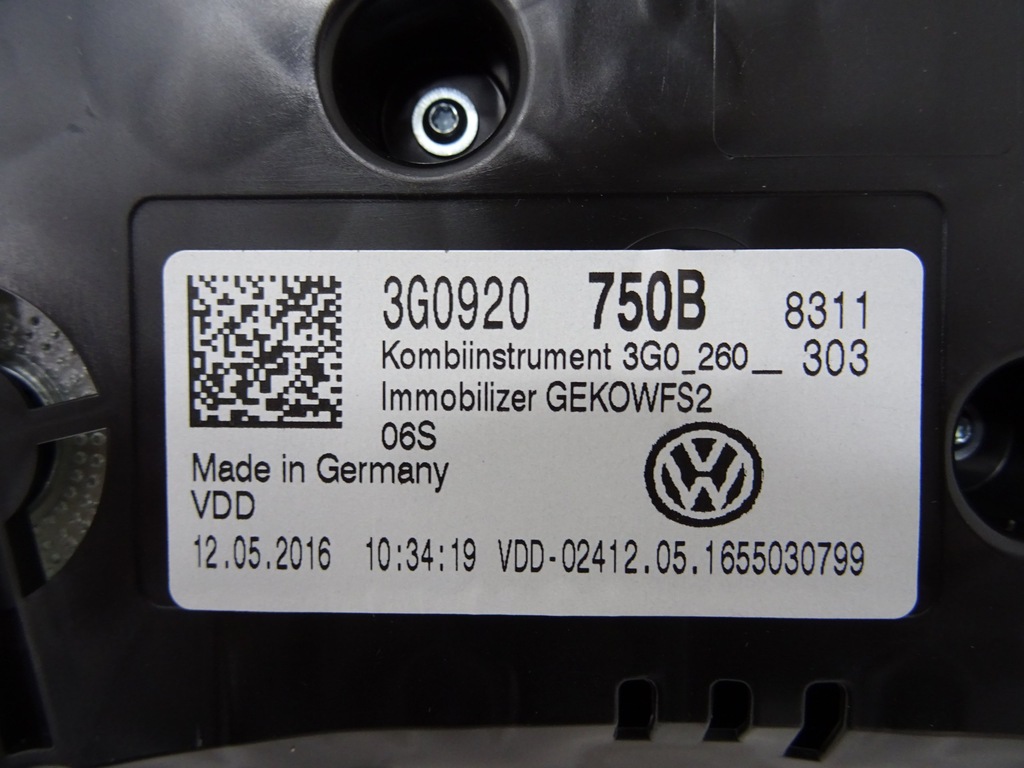 3G0920 750B 8311
Kombiinstrument 3G0_260__ 303
Immobilizer GEKOWFS2
06S
Made in Germany
VDD
12.05.2016 10:34:19 VDD-02412.05.1655030799